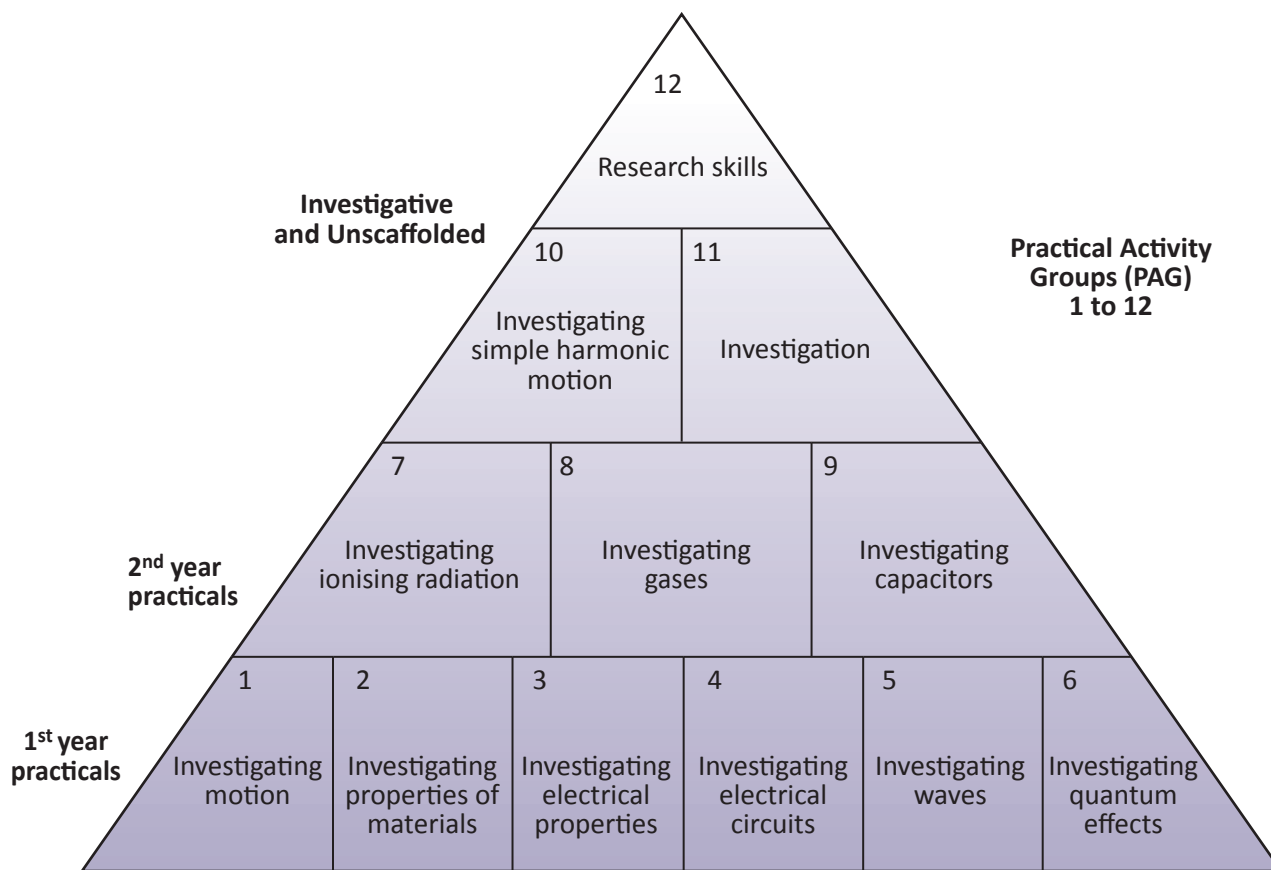 12
Research skills
Investigative
and Unscaffolded
10
11
Investigating
simple harmonic
motion
Investigation
Practical Activity
Groups (PAG)
1 to 12
7
8
9
Investigating
ionising radiation
Investigating
gases
Investigating
capacitors
2nd year
practicals
1
2
3
4
5
6
1st year
practicals
Investigating
motion
Investigating
properties of
materials
Investigating
electrical
properties
Investigating
electrical
circuits
Investigating
waves
Investigating
quantum
effects